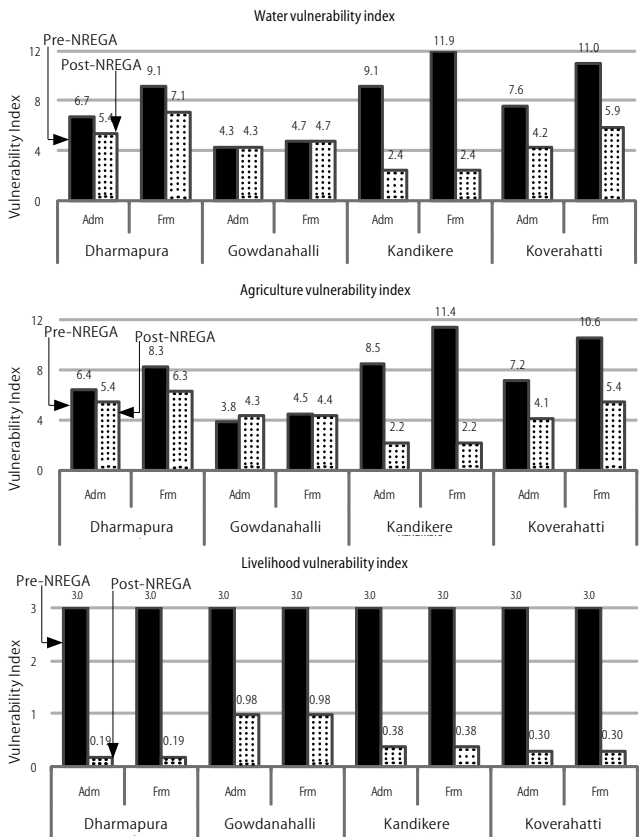 Water vulnerability index
Pre-NREGA
Post-NREGA
Vulnerability Index
12
8
4
0
6.7 5.4 9.1 7.1 4.3 4.3 4.7 4.7 9.1 2.4 11.9 2.4 7.6 4.2 11.0 5.9
Adm Frm Adm Frm Adm Frm Adm Frm
Dharmapura Gowdanahalli Kandikere Koverahatti
Agriculture vulnerability index
Pre-NREGA
Post-NREGA
Vulnerability Index
12
8
4
0
6.4 5.4 8.3 6.3 3.8 4.3 4.5 4.4 8.5 2.2 11.4 2.2 7.2 4.1 10.6 5.4
Adm Frm Adm Frm Adm Frm Adm Frm
Dharmapura Gowdanahalli Kandikere Koverahatti
Livelihood vulnerability index
Pre-NREGA
Post-NREGA
Vulnerability Index
3
2
1
0
3.0 0.19 3.0 0.19 3.0 0.98 3.0 0.98 3.0 0.38 3.0 0.38 3.0 0.30 3.0 0.30
Adm Frm Adm Frm Adm Frm Adm Frm
Dharmapura Gowdanahalli Kandikere Koverahatti